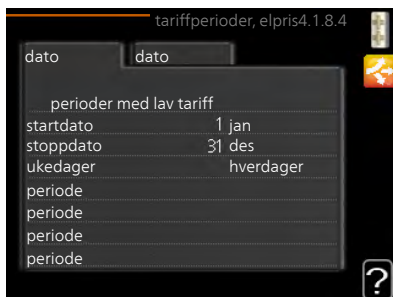 tariffperioder, elpris4.1.8.4
dato dato
perioder med lav tariff
startdato 1 jan
stoppdato 31 des
ukedager hverdager
periode
periode
periode
periode
?